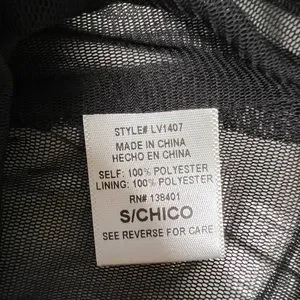 STYLE# LV1407
MADE IN CHINA
HECHO EN CHINA
SELF: 100% POLYESTER
LINING: 100% POLYESTER
RN# 138401
S/CHICO
SEE REVERSE FOR CARE